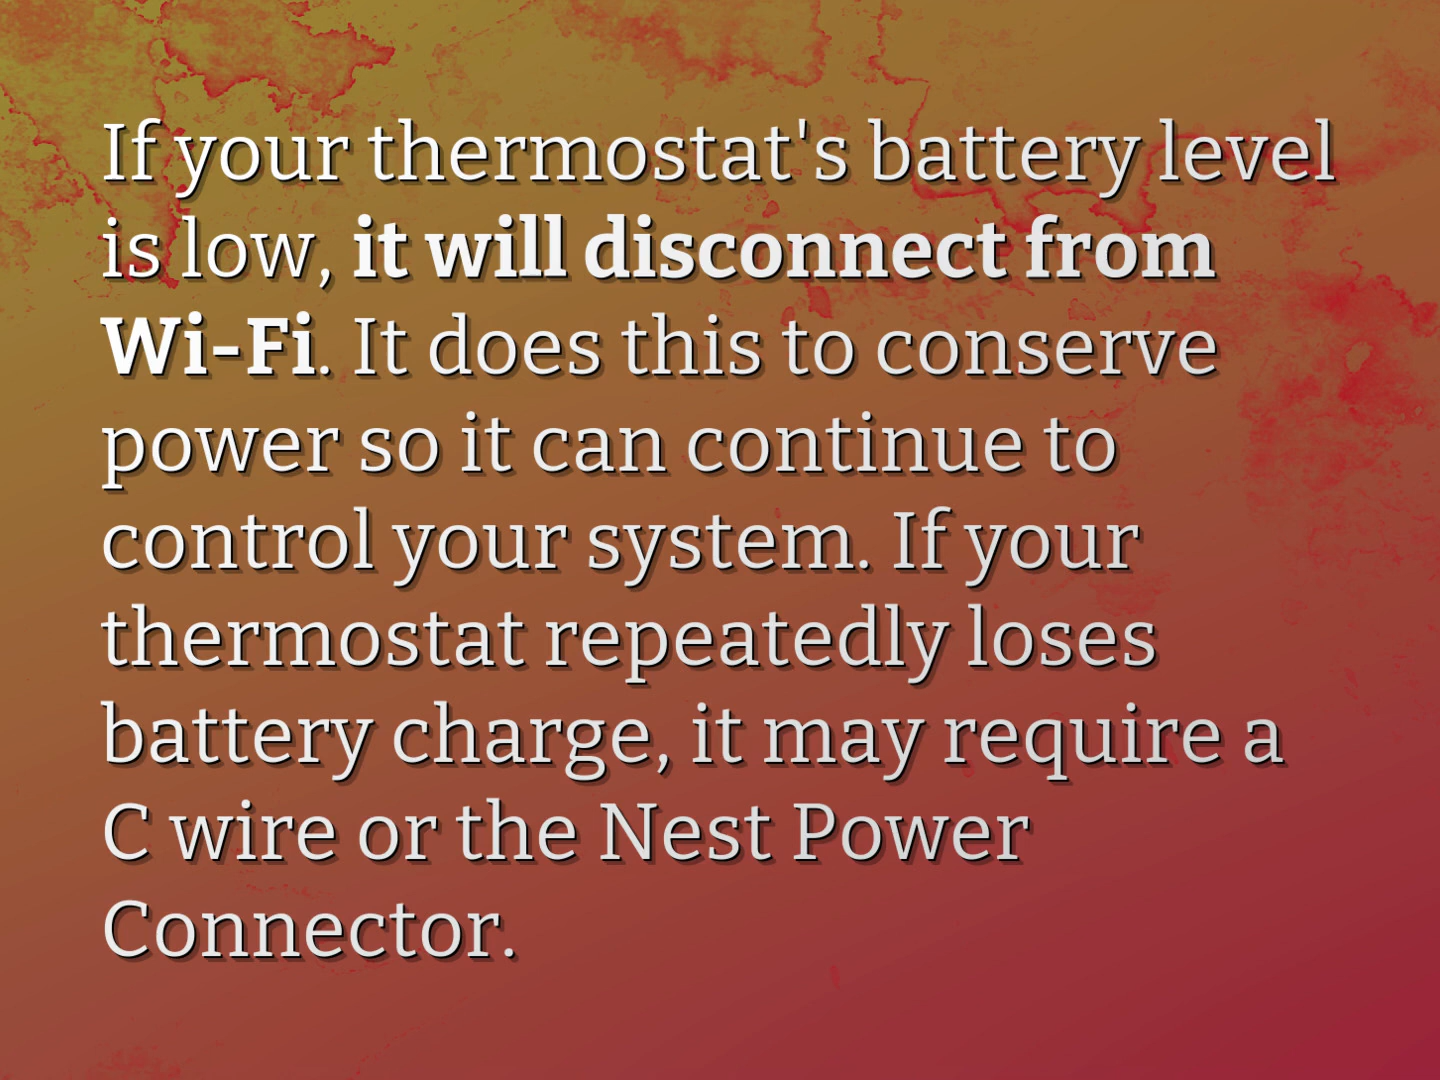 If your thermostat's battery level
is low, it will disconnect from
Wi-Fi. It does this to conserve
power so it can continue to
control your system. If your
thermostat repeatedly loses
battery charge, it may require a
C wire or the Nest Power
Connector.